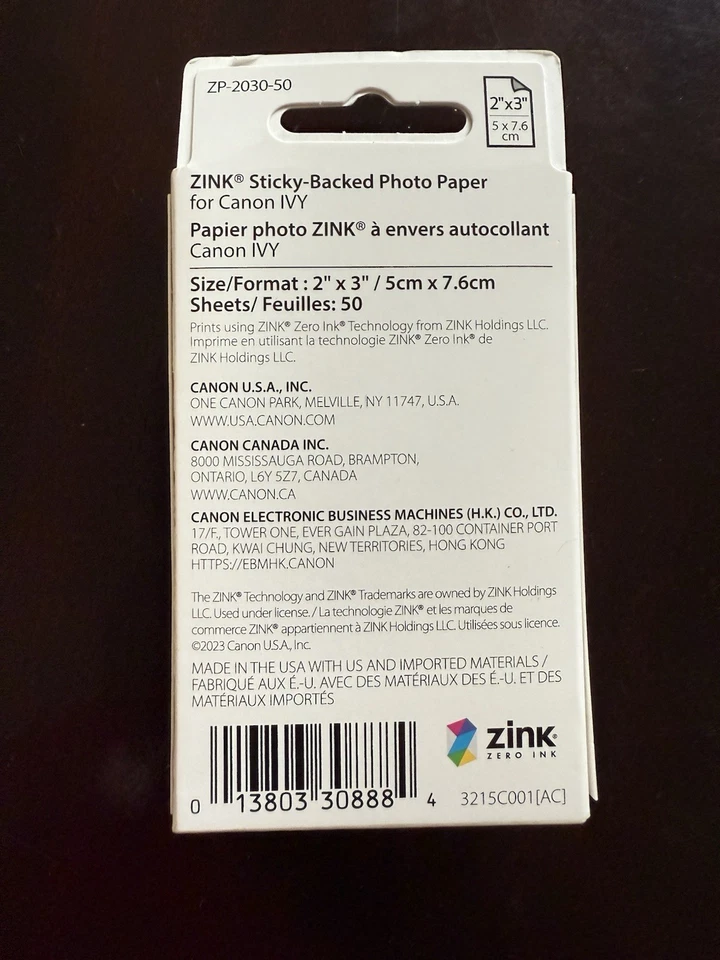 ZP-2030-50
2"x3"
5 x 7.6
cm
ZINK® Sticky-Backed Photo Paper
for Canon IVY
Papier photo ZINK® à envers autocollant
Canon IVY
Size/Format : 2" x 3" / 5cm x 7.6cm
Sheets/ Feuilles: 50
Prints using ZINK® Zero Ink® Technology from ZINK Holdings LLC.
Imprime en utilisant la technologie ZINK® Zero Ink® de
ZINK Holdings LLC.
CANON U.S.A., INC.
ONE CANON PARK, MELVILLE, NY 11747, U.S.A.
WWW.USA.CANON.COM
CANON CANADA INC.
8000 MISSISSAUGA ROAD, BRAMPTON,
ONTARIO, L6Y 5Z7, CANADA
WWW.CANON.CA
CANON ELECTRONIC BUSINESS MACHINES (H.K.) CO., LTD.
17/F., TOWER ONE, EVER GAIN PLAZA, 82-100 CONTAINER PORT
ROAD, KWAI CHUNG, NEW TERRITORIES, HONG KONG
HTTPS://EBMHK.CANON
The ZINK® Technology and ZINK® Trademarks are owned by ZINK Holdings
LLC. Used under license. / La technologie ZINK® et les marques de
commerce ZINK® appartiennent à ZINK Holdings LLC. Utilisées sous licence.
©2023 Canon U.S.A., Inc.
MADE IN THE USA WITH US AND IMPORTED MATERIALS /
FABRIQUÉ AUX É.-U. AVEC DES MATÉRIAUX DES É.-U. ET DES
MATÉRIAUX IMPORTÉS
zink®
ZERO INK
0 13803 30888 4
3215C001[AC]